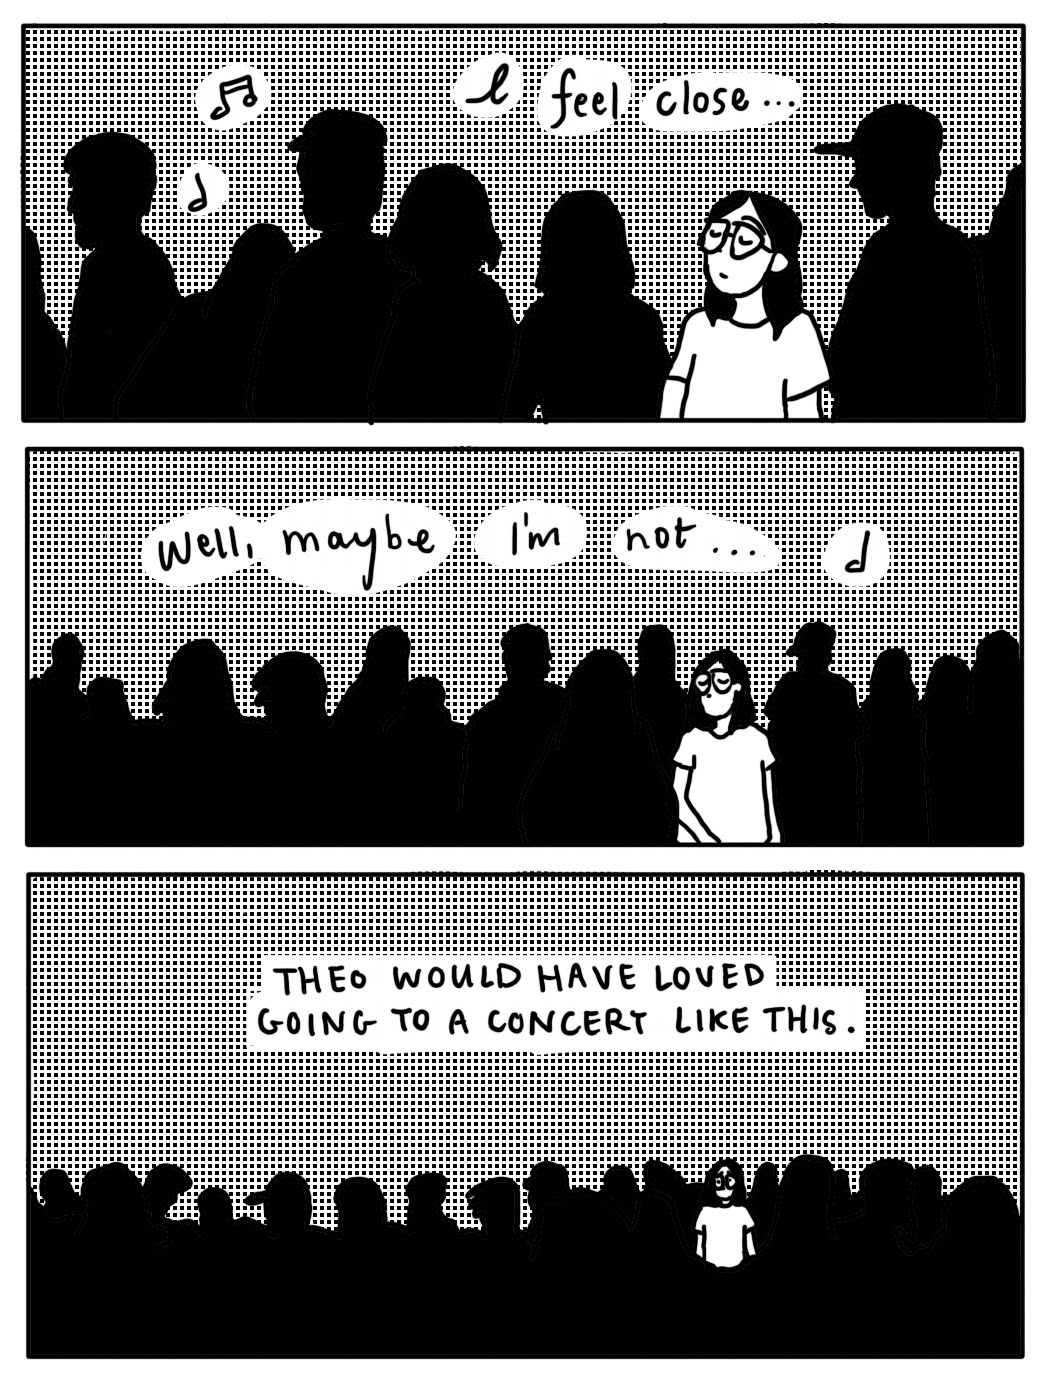 I feel close...
Well, maybe I'm not...
THEO WOULD HAVE LOVED
GOING TO A CONCERT LIKE THIS.